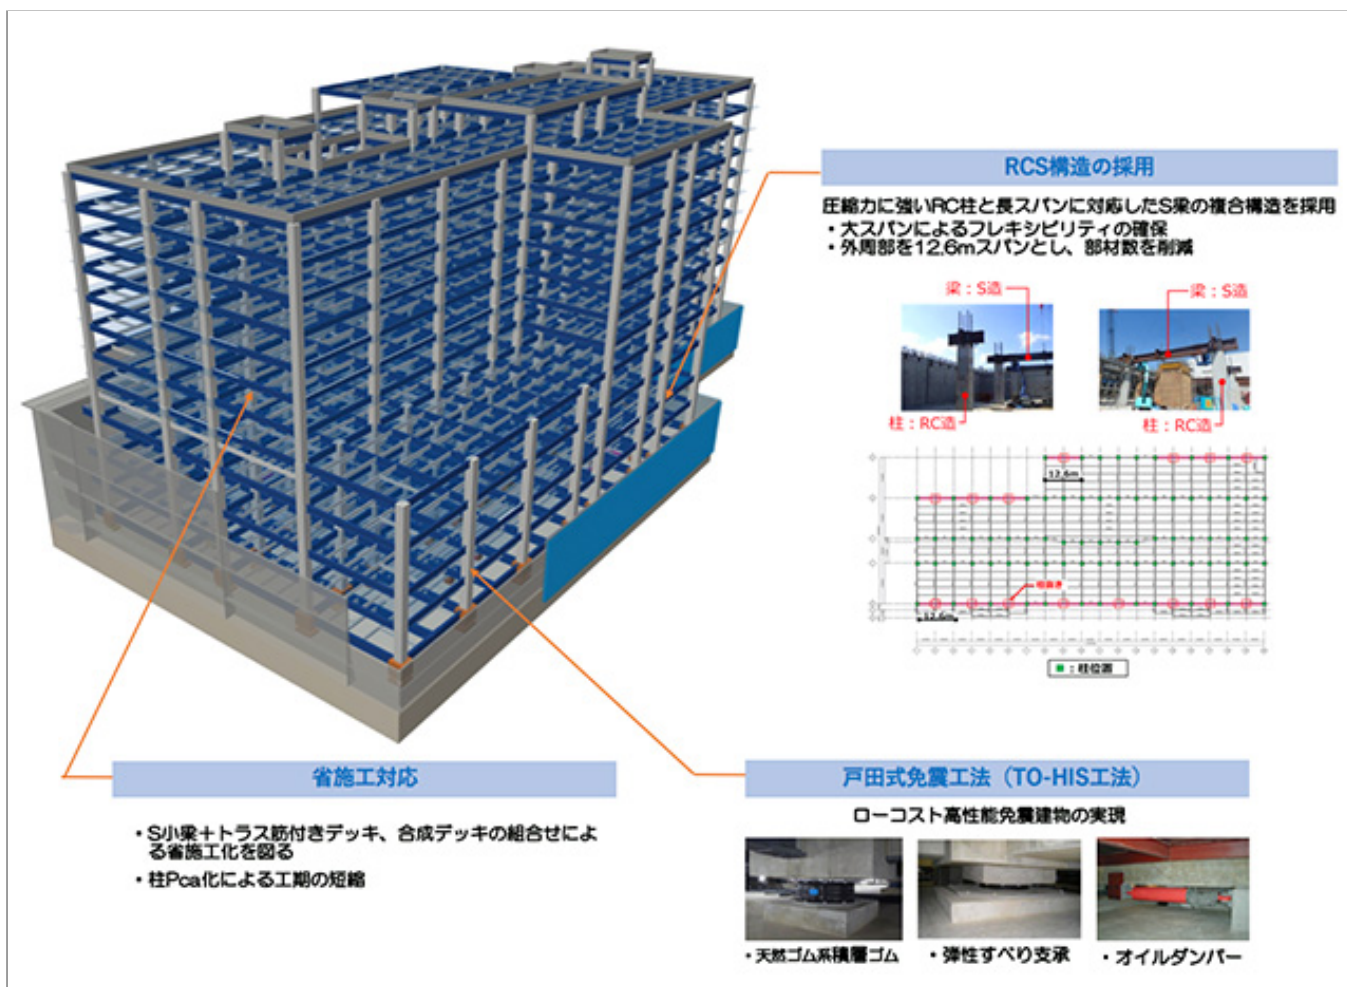 RCS構造の採用
圧縮力に強いRC柱と長スパンに対応したS梁の複合構造を採用
・大スパンによるフレキシビリティの確保
・外周部を12.6mスパンとし、部材数を削減
梁：S造
梁：S造
柱：RC造
柱：RC造
12.6m
12.6m
■：柱位置
省施工対応
・S小梁＋トラス筋付きデッキ、合成デッキの組合せによ
る省施工化を図る
・柱Pca化による工期の短縮
戸田式免震工法（TO-HIS工法）
ローコスト高性能免震建物の実現
・天然ゴム系積層ゴム
・弾性すべり支承
・オイルダンパー